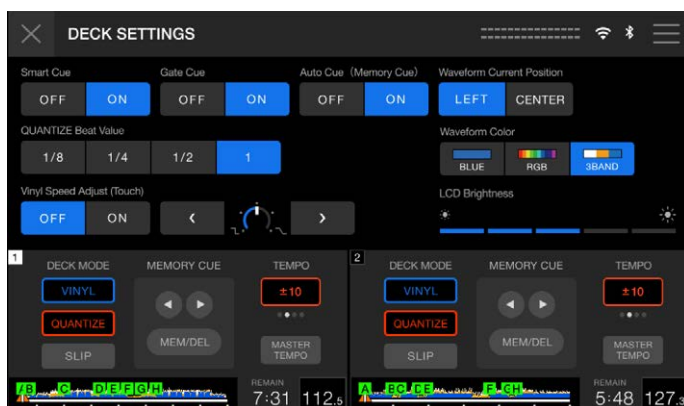 DECK SETTINGS
Smart Cue Gate Cue Auto Cue (Memory Cue) Waveform Current Position
OFF ON OFF ON OFF ON LEFT CENTER
QUANTIZE Beat Value Waveform Color
1/8 1/4 1/2 1 BLUE RGB 3BAND
Vinyl Speed Adjust (Touch) LCD Brightness
OFF ON
1 DECK MODE MEMORY CUE TEMPO 2 DECK MODE MEMORY CUE TEMPO
VINYL ±10 VINYL ±10
QUANTIZE QUANTIZE
SLIP MEM/DEL MASTER TEMPO SLIP MEM/DEL MASTER TEMPO
A B C D E F G H REMAIN A B C D E F G H REMAIN
7:31 112.5 5:48 127.3